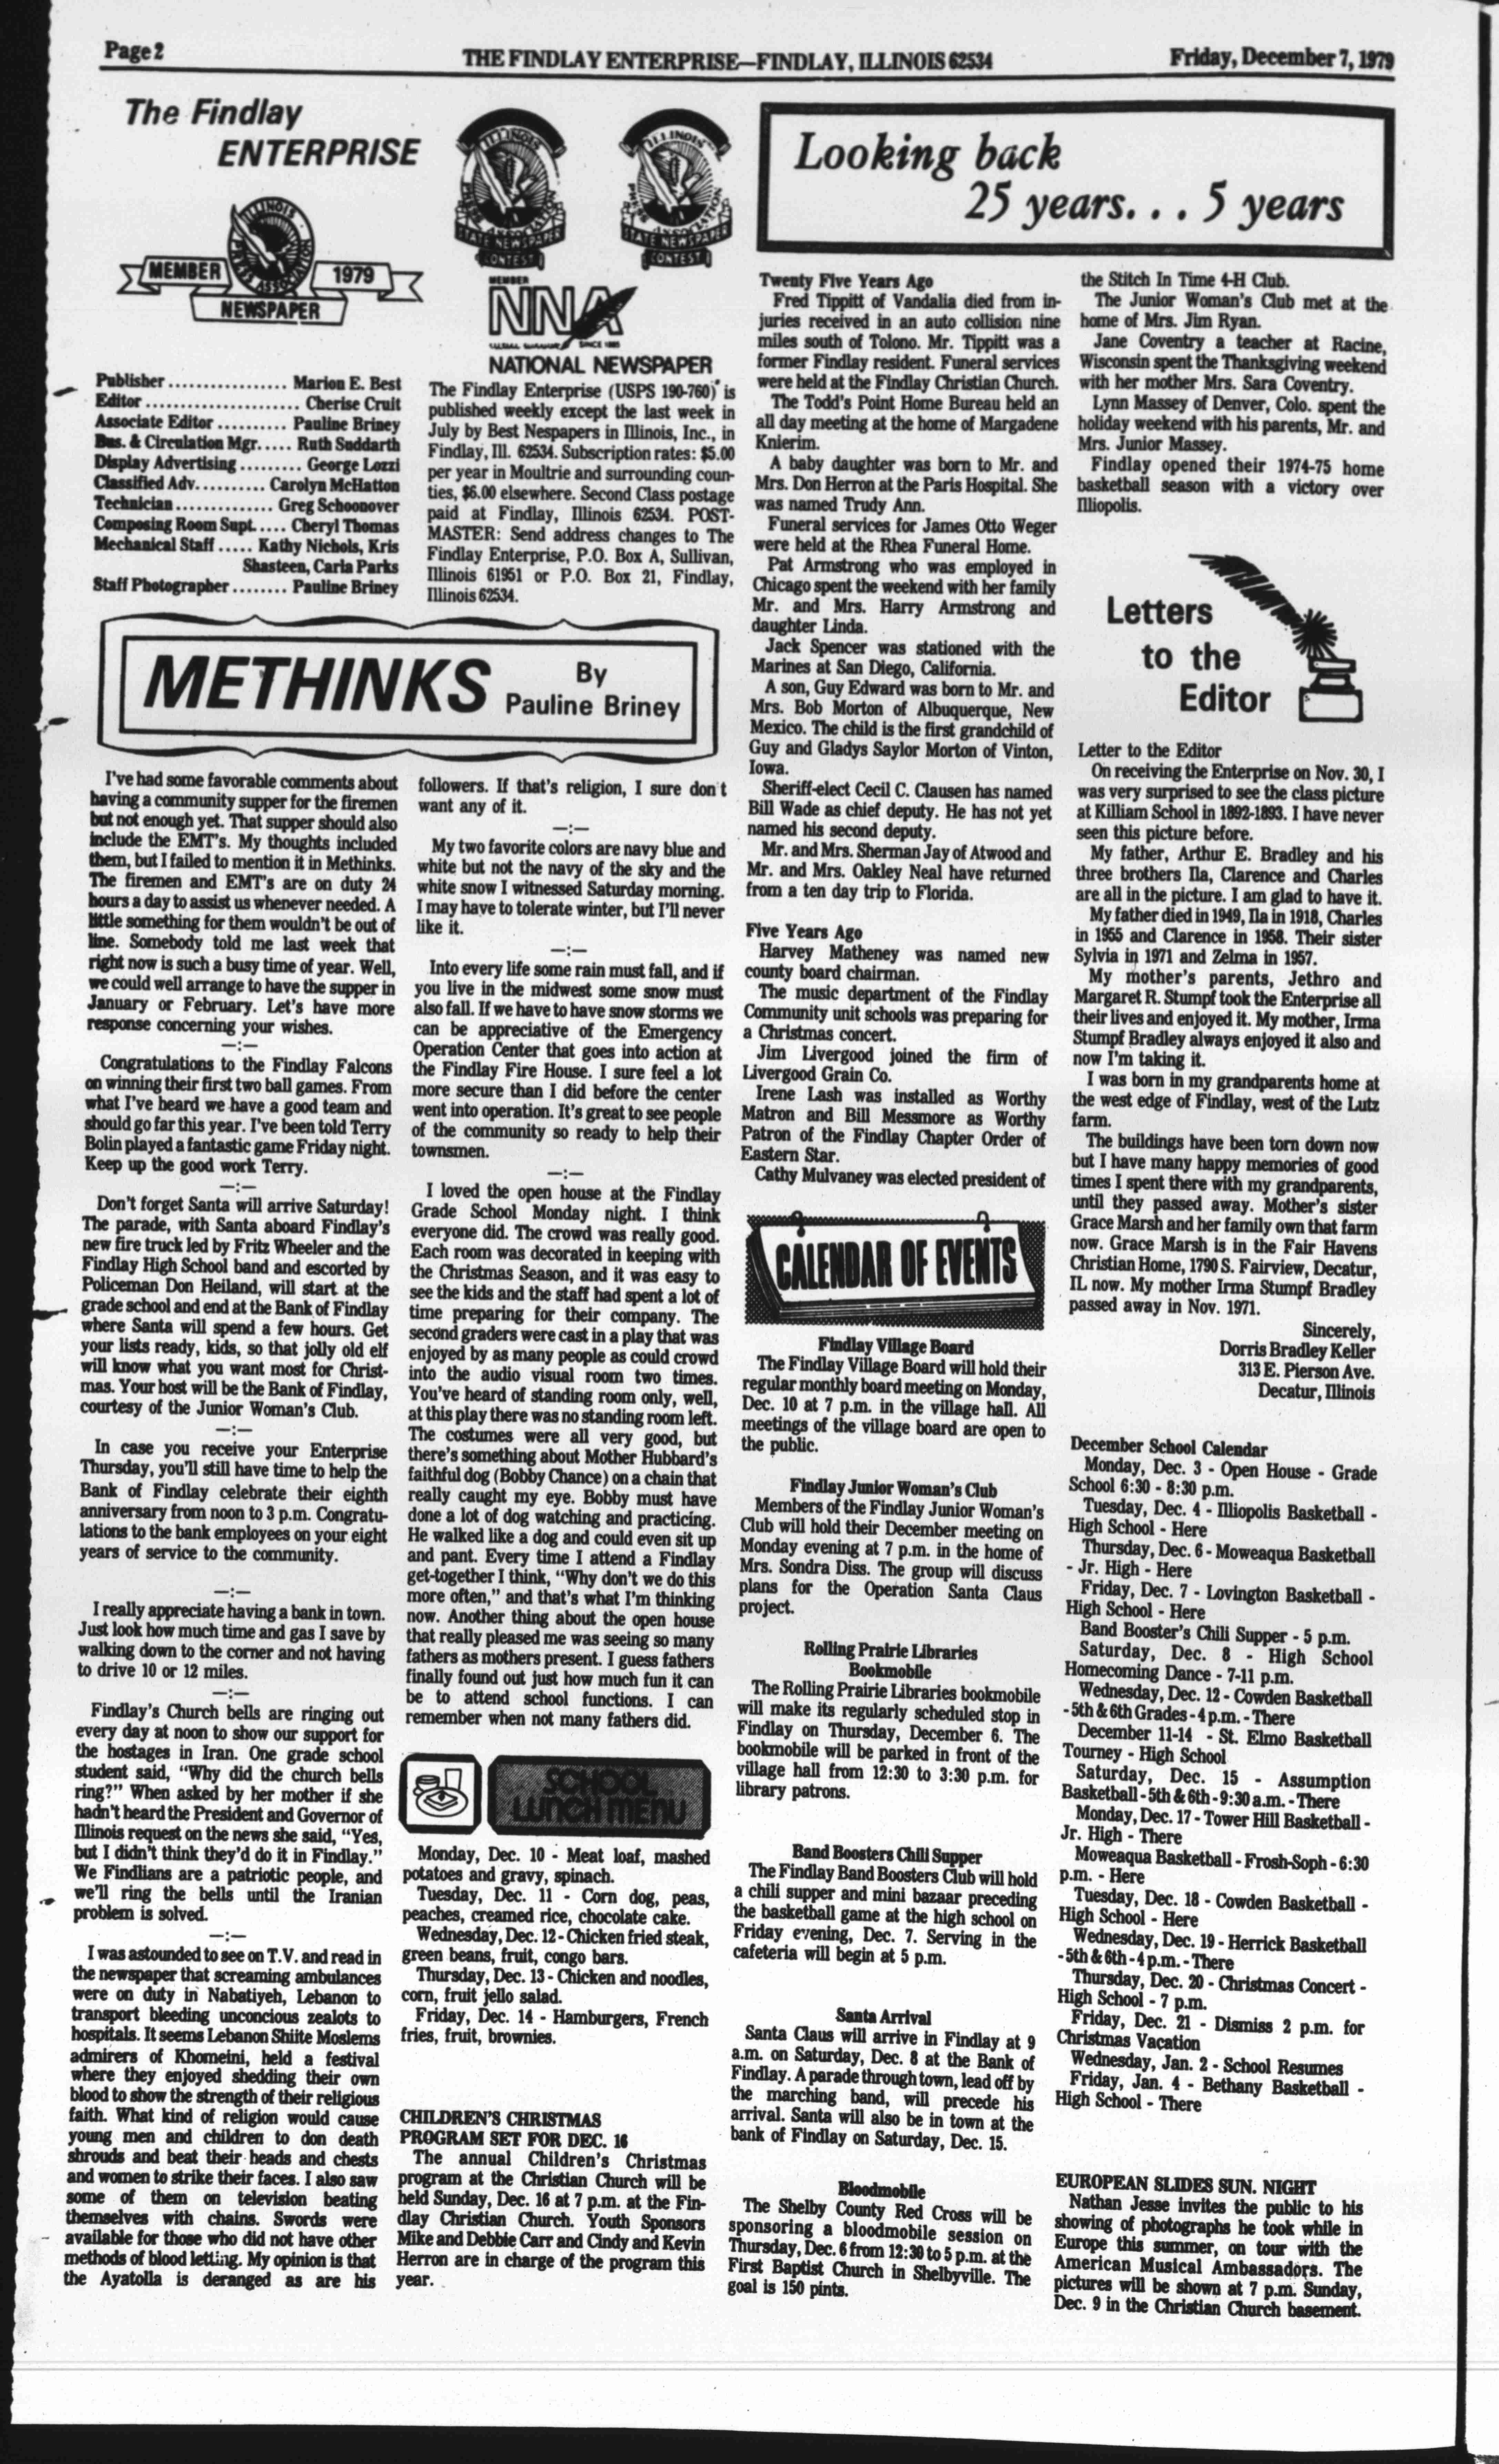 Page 2
THE FINDLAY ENTERPRISE—FINDLAY, ILLINOIS 62534
Friday, December 7, 1979
The Findlay
ENTERPRISE
ILLINOIS
PRESS ASSOCIATION
MEMBER
1979
NEWSPAPER
ILLINOIS
PRESS ASSOCIATION
STATE NEWSPAPER
CONTEST
ILLINOIS
PRESS ASSOCIATION
STATE NEWSPAPER
CONTEST
MEMBER
NNA
SINCE 1885
NATIONAL NEWSPAPER
Publisher ................. Marion E. Best
Editor ...................... Cherise Cruit
Associate Editor .......... Pauline Briney
Bus. & Circulation Mgr..... Ruth Suddarth
Display Advertising ......... George Lozzi
Classified Adv.......... Carolyn McHatton
Technician .............. Greg Schoonover
Composing Room Supt..... Cheryl Thomas
Mechanical Staff ..... Kathy Nichols, Kris
Shasteen, Carla Parks
Staff Photographer ........ Pauline Briney
The Findlay Enterprise (USPS 190-760) is
published weekly except the last week in
July by Best Nespapers in Illinois, Inc., in
Findlay, Ill. 62534. Subscription rates: $5.00
per year in Moultrie and surrounding coun-
ties, $6.00 elsewhere. Second Class postage
paid at Findlay, Illinois 62534. POST-
MASTER: Send address changes to The
Findlay Enterprise, P.O. Box A, Sullivan,
Illinois 61951 or P.O. Box 21, Findlay,
Illinois 62534.
METHINKS
By
Pauline Briney
I've had some favorable comments about
having a community supper for the firemen
but not enough yet. That supper should also
include the EMT's. My thoughts included
them, but I failed to mention it in Methinks.
The firemen and EMT's are on duty 24
hours a day to assist us whenever needed. A
little something for them wouldn't be out of
line. Somebody told me last week that
right now is such a busy time of year. Well,
we could well arrange to have the supper in
January or February. Let's have more
response concerning your wishes.
—:—
Congratulations to the Findlay Falcons
on winning their first two ball games. From
what I've heard we have a good team and
should go far this year. I've been told Terry
Bolin played a fantastic game Friday night.
Keep up the good work Terry.
—:—
Don't forget Santa will arrive Saturday!
The parade, with Santa aboard Findlay's
new fire truck led by Fritz Wheeler and the
Findlay High School band and escorted by
Policeman Don Heiland, will start at the
grade school and end at the Bank of Findlay
where Santa will spend a few hours. Get
your lists ready, kids, so that jolly old elf
will know what you want most for Christ-
mas. Your host will be the Bank of Findlay,
courtesy of the Junior Woman's Club.
—:—
In case you receive your Enterprise
Thursday, you'll still have time to help the
Bank of Findlay celebrate their eighth
anniversary from noon to 3 p.m. Congratu-
lations to the bank employees on your eight
years of service to the community.
—:—
I really appreciate having a bank in town.
Just look how much time and gas I save by
walking down to the corner and not having
to drive 10 or 12 miles.
—:—
Findlay's Church bells are ringing out
every day at noon to show our support for
the hostages in Iran. One grade school
student said, "Why did the church bells
ring?" When asked by her mother if she
hadn't heard the President and Governor of
Illinois request on the news she said, "Yes,
but I didn't think they'd do it in Findlay."
We Findlians are a patriotic people, and
we'll ring the bells until the Iranian
problem is solved.
—:—
I was astounded to see on T.V. and read in
the newspaper that screaming ambulances
were on duty in Nabatiyeh, Lebanon to
transport bleeding unconcious zealots to
hospitals. It seems Lebanon Shiite Moslems
admirers of Khomeini, held a festival
where they enjoyed shedding their own
blood to show the strength of their religious
faith. What kind of religion would cause
young men and children to don death
shrouds and beat their heads and chests
and women to strike their faces. I also saw
some of them on television beating
themselves with chains. Swords were
available for those who did not have other
methods of blood letting. My opinion is that
the Ayatolla is deranged as are his
followers. If that's religion, I sure don't
want any of it.
—:—
My two favorite colors are navy blue and
white but not the navy of the sky and the
white snow I witnessed Saturday morning.
I may have to tolerate winter, but I'll never
like it.
—:—
Into every life some rain must fall, and if
you live in the midwest some snow must
also fall. If we have to have snow storms we
can be appreciative of the Emergency
Operation Center that goes into action at
the Findlay Fire House. I sure feel a lot
more secure than I did before the center
went into operation. It's great to see people
of the community so ready to help their
townsmen.
—:—
I loved the open house at the Findlay
Grade School Monday night. I think
everyone did. The crowd was really good.
Each room was decorated in keeping with
the Christmas Season, and it was easy to
see the kids and the staff had spent a lot of
time preparing for their company. The
second graders were cast in a play that was
enjoyed by as many people as could crowd
into the audio visual room two times.
You've heard of standing room only, well,
at this play there was no standing room left.
The costumes were all very good, but
there's something about Mother Hubbard's
faithful dog (Bobby Chance) on a chain that
really caught my eye. Bobby must have
done a lot of dog watching and practicing.
He walked like a dog and could even sit up
and pant. Every time I attend a Findlay
get-together I think, "Why don't we do this
more often," and that's what I'm thinking
now. Another thing about the open house
that really pleased me was seeing so many
fathers as mothers present. I guess fathers
finally found out just how much fun it can
be to attend school functions. I can
remember when not many fathers did.
SCHOOL
LUNCH MENU
Monday, Dec. 10 - Meat loaf, mashed
potatoes and gravy, spinach.
Tuesday, Dec. 11 - Corn dog, peas,
peaches, creamed rice, chocolate cake.
Wednesday, Dec. 12 - Chicken fried steak,
green beans, fruit, congo bars.
Thursday, Dec. 13 - Chicken and noodles,
corn, fruit jello salad.
Friday, Dec. 14 - Hamburgers, French
fries, fruit, brownies.
CHILDREN'S CHRISTMAS
PROGRAM SET FOR DEC. 16
The annual Children's Christmas
program at the Christian Church will be
held Sunday, Dec. 16 at 7 p.m. at the Fin-
dlay Christian Church. Youth Sponsors
Mike and Debbie Carr and Cindy and Kevin
Herron are in charge of the program this
year.
Looking back
25 years. . . 5 years
Twenty Five Years Ago
Fred Tippitt of Vandalia died from in-
juries received in an auto collision nine
miles south of Tolono. Mr. Tippitt was a
former Findlay resident. Funeral services
were held at the Findlay Christian Church.
The Todd's Point Home Bureau held an
all day meeting at the home of Margadene
Knierim.
A baby daughter was born to Mr. and
Mrs. Don Herron at the Paris Hospital. She
was named Trudy Ann.
Funeral services for James Otto Weger
were held at the Rhea Funeral Home.
Pat Armstrong who was employed in
Chicago spent the weekend with her family
Mr. and Mrs. Harry Armstrong and
daughter Linda.
Jack Spencer was stationed with the
Marines at San Diego, California.
A son, Guy Edward was born to Mr. and
Mrs. Bob Morton of Albuquerque, New
Mexico. The child is the first grandchild of
Guy and Gladys Saylor Morton of Vinton,
Iowa.
Sheriff-elect Cecil C. Clausen has named
Bill Wade as chief deputy. He has not yet
named his second deputy.
Mr. and Mrs. Sherman Jay of Atwood and
Mr. and Mrs. Oakley Neal have returned
from a ten day trip to Florida.
Five Years Ago
Harvey Matheney was named new
county board chairman.
The music department of the Findlay
Community unit schools was preparing for
a Christmas concert.
Jim Livergood joined the firm of
Livergood Grain Co.
Irene Lash was installed as Worthy
Matron and Bill Messmore as Worthy
Patron of the Findlay Chapter Order of
Eastern Star.
Cathy Mulvaney was elected president of
the Stitch In Time 4-H Club.
The Junior Woman's Club met at the
home of Mrs. Jim Ryan.
Jane Coventry a teacher at Racine,
Wisconsin spent the Thanksgiving weekend
with her mother Mrs. Sara Coventry.
Lynn Massey of Denver, Colo. spent the
holiday weekend with his parents, Mr. and
Mrs. Junior Massey.
Findlay opened their 1974-75 home
basketball season with a victory over
Illiopolis.
CALENDAR OF EVENTS
Findlay Village Board
The Findlay Village Board will hold their
regular monthly board meeting on Monday,
Dec. 10 at 7 p.m. in the village hall. All
meetings of the village board are open to
the public.
Findlay Junior Woman's Club
Members of the Findlay Junior Woman's
Club will hold their December meeting on
Monday evening at 7 p.m. in the home of
Mrs. Sondra Diss. The group will discuss
plans for the Operation Santa Claus
project.
Rolling Prairie Libraries
Bookmobile
The Rolling Prairie Libraries bookmobile
will make its regularly scheduled stop in
Findlay on Thursday, December 6. The
bookmobile will be parked in front of the
village hall from 12:30 to 3:30 p.m. for
library patrons.
Band Boosters Chili Supper
The Findlay Band Boosters Club will hold
a chili supper and mini bazaar preceding
the basketball game at the high school on
Friday evening, Dec. 7. Serving in the
cafeteria will begin at 5 p.m.
Santa Arrival
Santa Claus will arrive in Findlay at 9
a.m. on Saturday, Dec. 8 at the Bank of
Findlay. A parade through town, lead off by
the marching band, will precede his
arrival. Santa will also be in town at the
bank of Findlay on Saturday, Dec. 15.
Bloodmobile
The Shelby County Red Cross will be
sponsoring a bloodmobile session on
Thursday, Dec. 6 from 12:30 to 5 p.m. at the
First Baptist Church in Shelbyville. The
goal is 150 pints.
Letters
to the
Editor
Letter to the Editor
On receiving the Enterprise on Nov. 30, I
was very surprised to see the class picture
at Killiam School in 1892-1893. I have never
seen this picture before.
My father, Arthur E. Bradley and his
three brothers Ila, Clarence and Charles
are all in the picture. I am glad to have it.
My father died in 1949, Ila in 1918, Charles
in 1955 and Clarence in 1958. Their sister
Sylvia in 1971 and Zelma in 1957.
My mother's parents, Jethro and
Margaret R. Stumpf took the Enterprise all
their lives and enjoyed it. My mother, Irma
Stumpf Bradley always enjoyed it also and
now I'm taking it.
I was born in my grandparents home at
the west edge of Findlay, west of the Lutz
farm.
The buildings have been torn down now
but I have many happy memories of good
times I spent there with my grandparents,
until they passed away. Mother's sister
Grace Marsh and her family own that farm
now. Grace Marsh is in the Fair Havens
Christian Home, 1790 S. Fairview, Decatur,
IL now. My mother Irma Stumpf Bradley
passed away in Nov. 1971.
Sincerely,
Dorris Bradley Keller
313 E. Pierson Ave.
Decatur, Illinois
December School Calendar
Monday, Dec. 3 - Open House - Grade
School 6:30 - 8:30 p.m.
Tuesday, Dec. 4 - Illiopolis Basketball -
High School - Here
Thursday, Dec. 6 - Moweaqua Basketball
- Jr. High - Here
Friday, Dec. 7 - Lovington Basketball -
High School - Here
Band Booster's Chili Supper - 5 p.m.
Saturday, Dec. 8 - High School
Homecoming Dance - 7-11 p.m.
Wednesday, Dec. 12 - Cowden Basketball
- 5th & 6th Grades - 4 p.m. - There
December 11-14 - St. Elmo Basketball
Tourney - High School
Saturday, Dec. 15 - Assumption
Basketball - 5th & 6th - 9:30 a.m. - There
Monday, Dec. 17 - Tower Hill Basketball -
Jr. High - There
Moweaqua Basketball - Frosh-Soph - 6:30
p.m. - Here
Tuesday, Dec. 18 - Cowden Basketball -
High School - Here
Wednesday, Dec. 19 - Herrick Basketball
- 5th & 6th - 4 p.m. - There
Thursday, Dec. 20 - Christmas Concert -
High School - 7 p.m.
Friday, Dec. 21 - Dismiss 2 p.m. for
Christmas Vacation
Wednesday, Jan. 2 - School Resumes
Friday, Jan. 4 - Bethany Basketball -
High School - There
EUROPEAN SLIDES SUN. NIGHT
Nathan Jesse invites the public to his
showing of photographs he took while in
Europe this summer, on tour with the
American Musical Ambassadors. The
pictures will be shown at 7 p.m. Sunday,
Dec. 9 in the Christian Church basement.